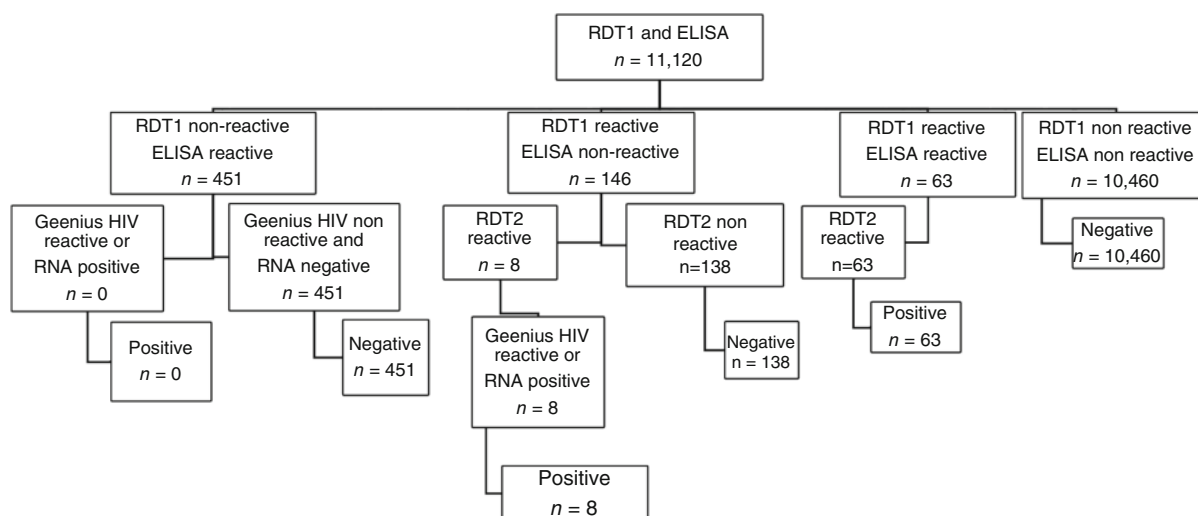 RDT1 and ELISA
n = 11,120
RDT1 non-reactive
ELISA reactive
n = 451
RDT1 reactive
ELISA non-reactive
n = 146
RDT1 reactive
ELISA reactive
n = 63
RDT1 non reactive
ELISA non reactive
n = 10,460
Geenius HIV
reactive or
RNA positive
n = 0
Geenius HIV non
reactive and
RNA negative
n = 451
RDT2
reactive
n = 8
RDT2 non
reactive
n=138
RDT2
reactive
n=63
Negative
n = 10,460
Positive
n = 0
Negative
n = 451
Geenius HIV
reactive or
RNA positive
n = 8
Negative
n = 138
Positive
n = 63
Positive
n = 8